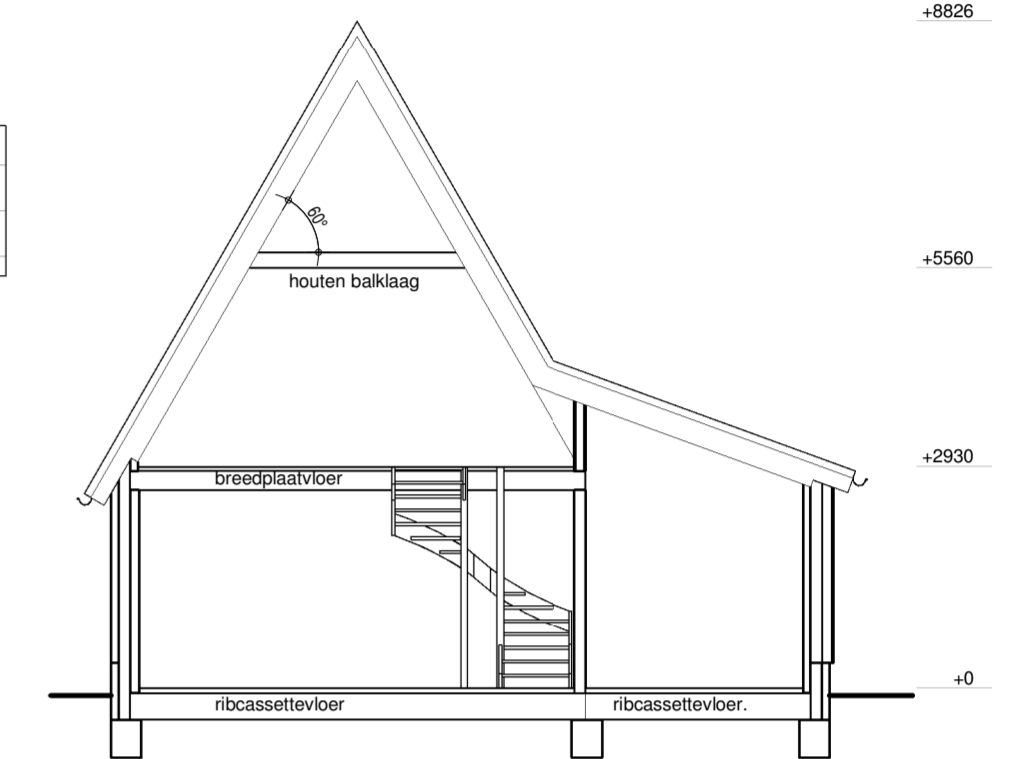 +8826
60°
+5560
houten balklaag
+2930
breedplaatvloer
+0
ribcassettevloer
ribcassettevloer.